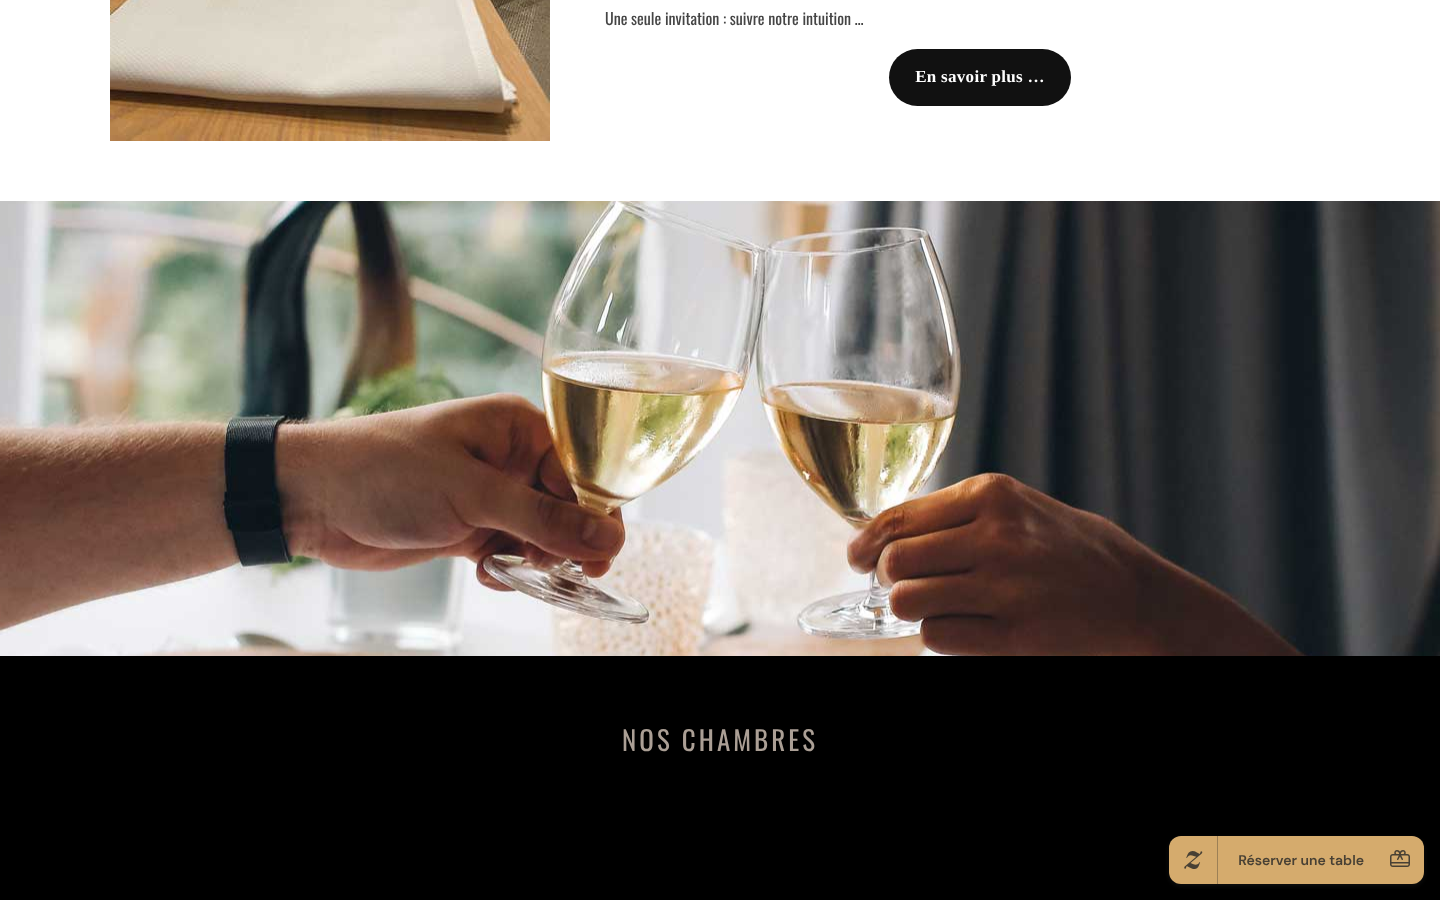 Une seule invitation : suivre notre intuition ...
En savoir plus ...
NOS CHAMBRES
Réserver une table